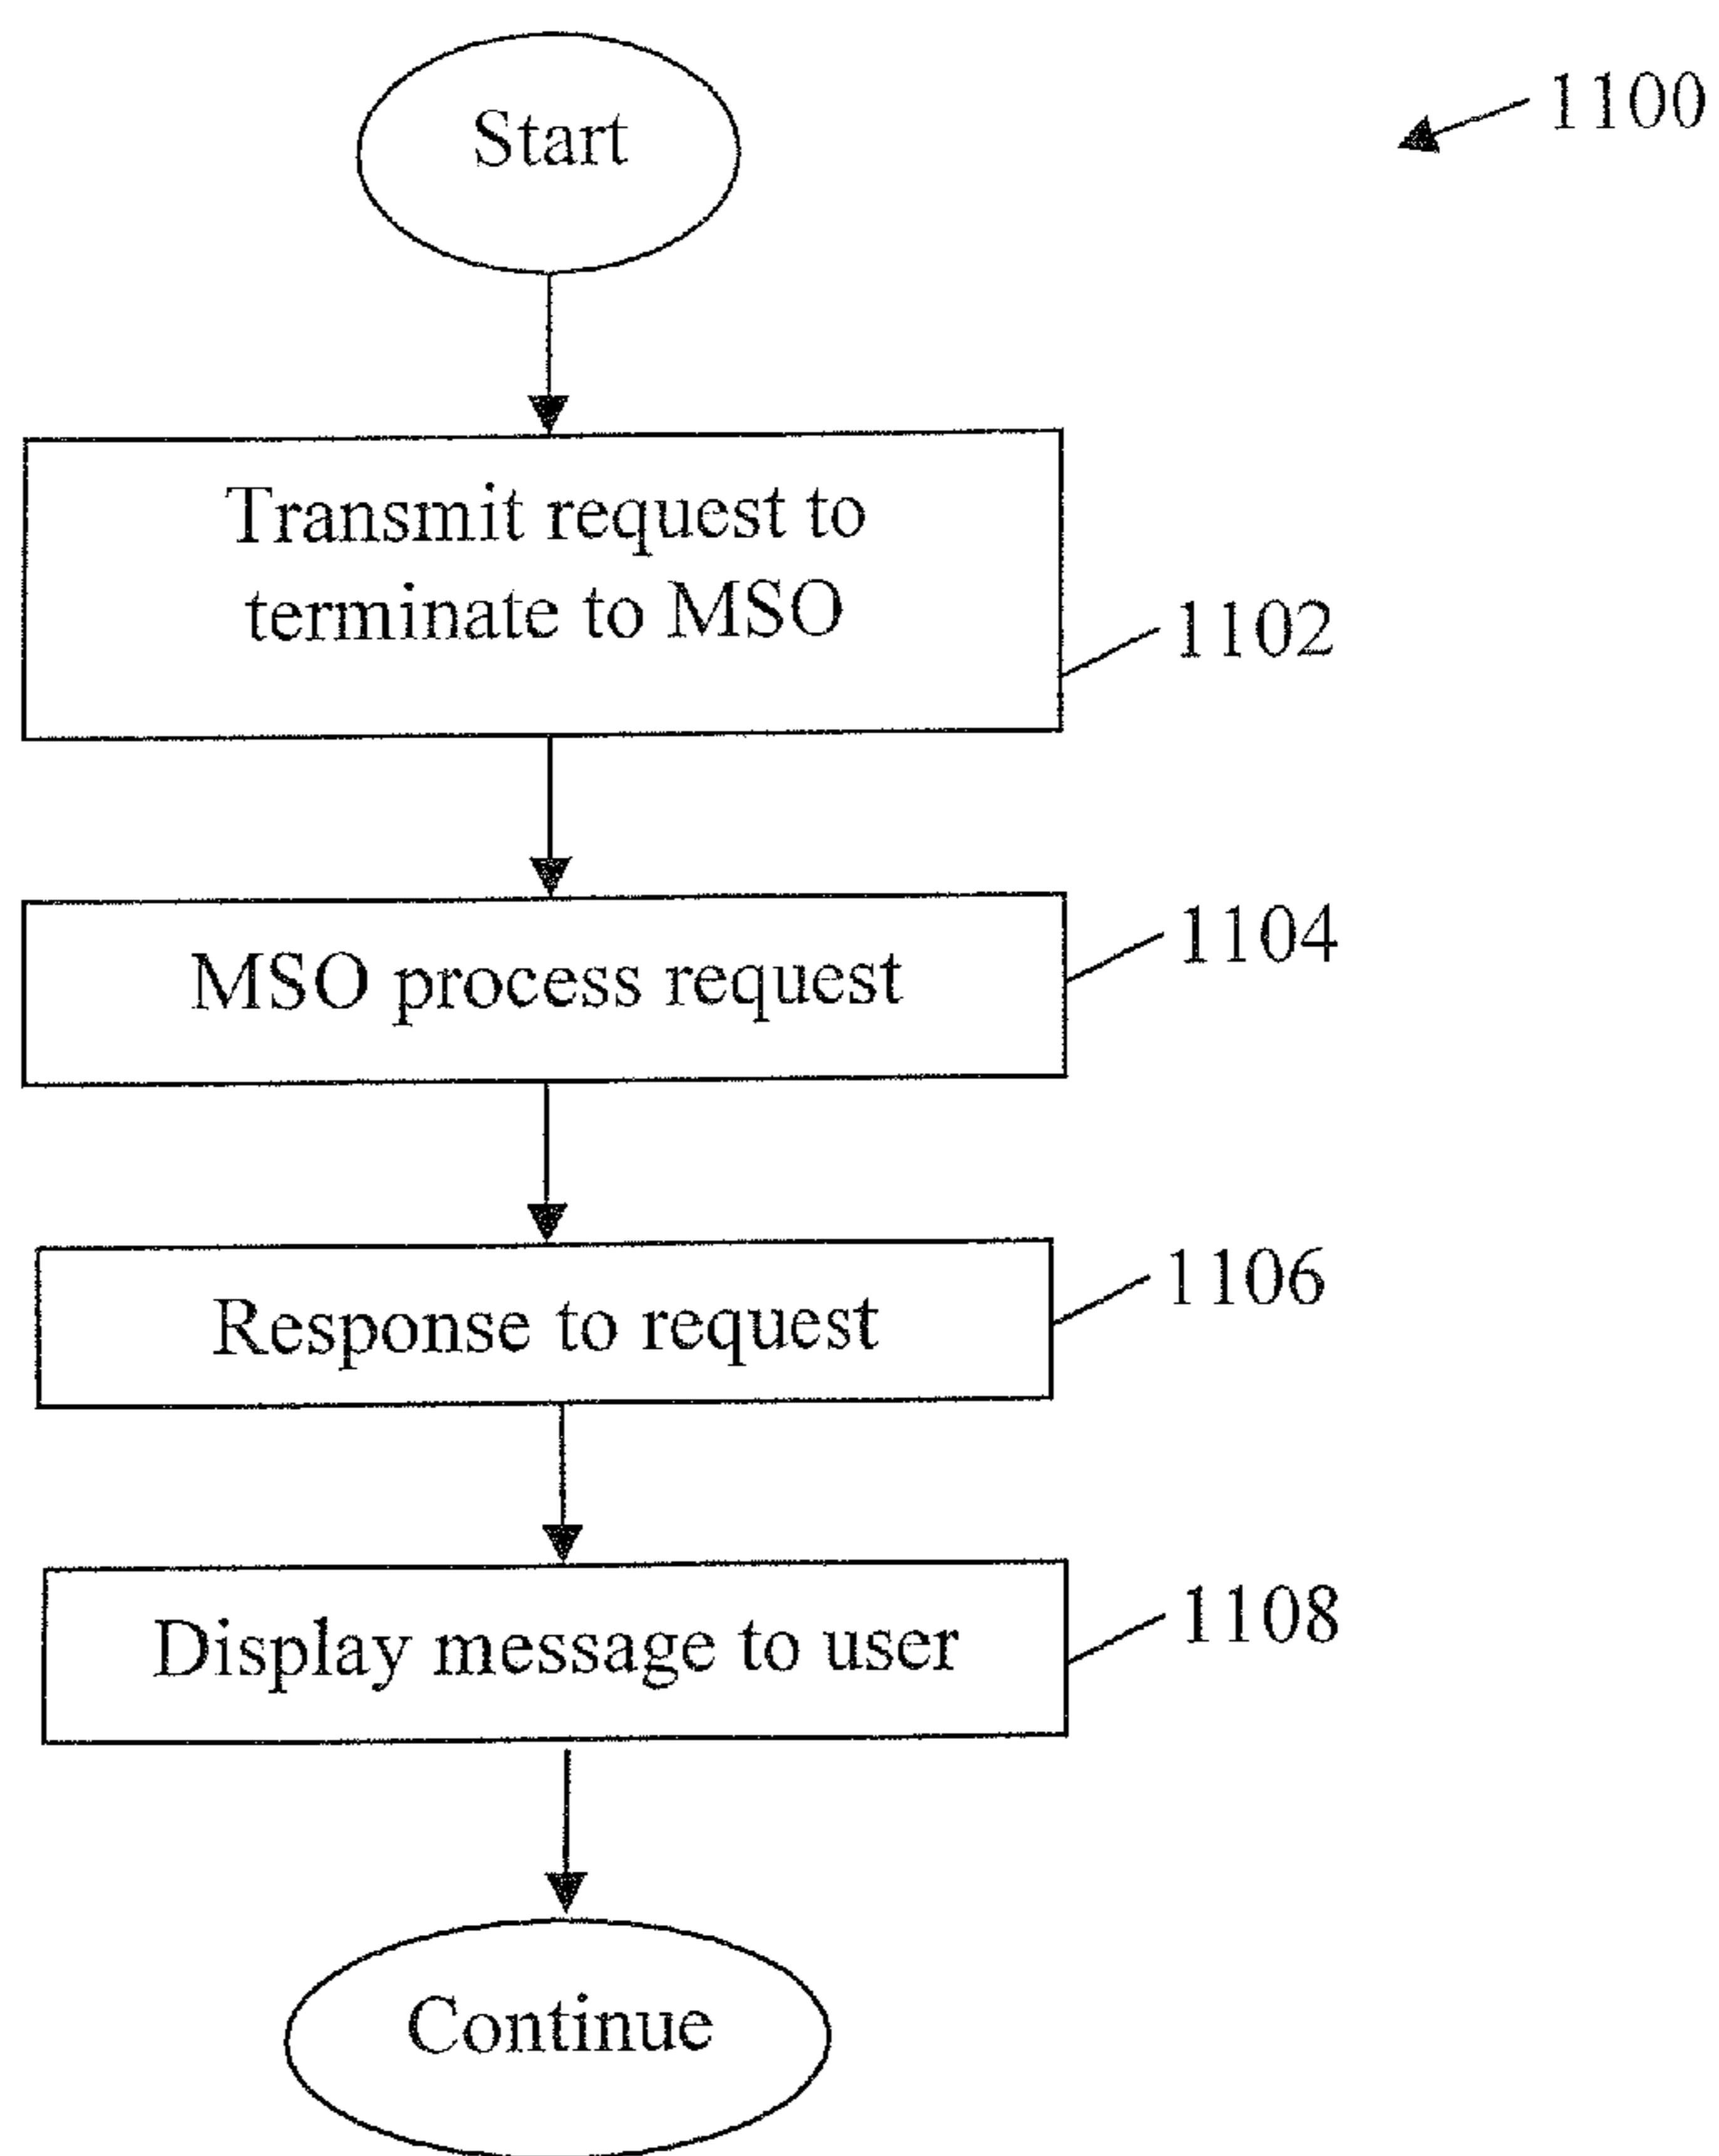 Start
1100
Transmit request to
terminate to MSO
1102
MSO process request
1104
Response to request
1106
Display message to user
1108
Continue